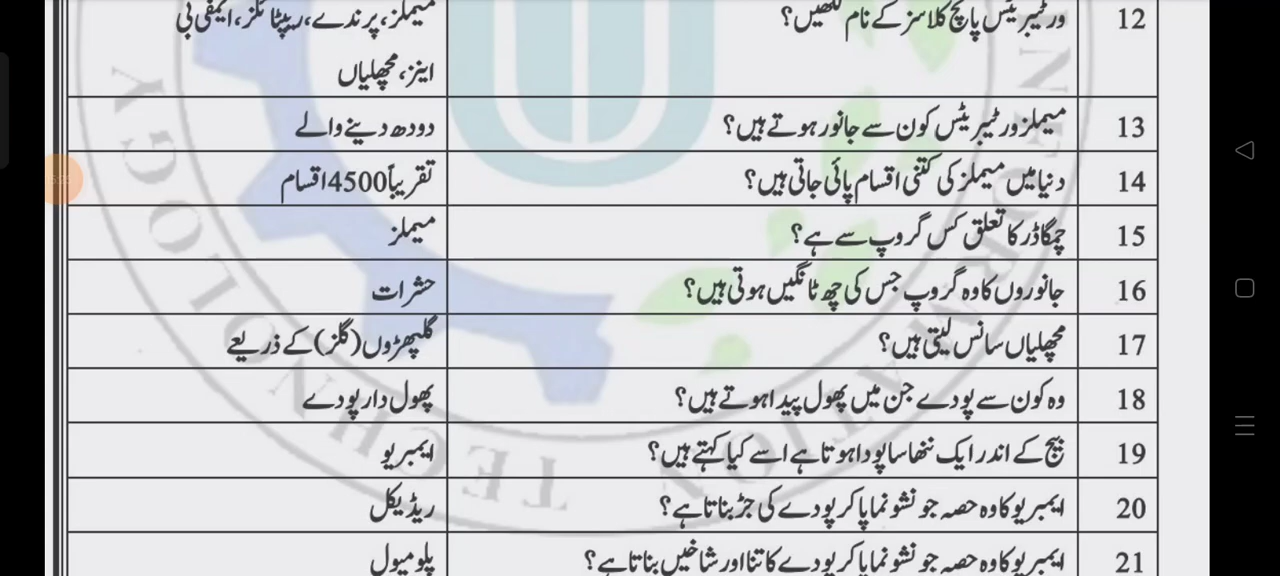 12 ورٹیبریٹس پانچ کلاسز کے نام لکھیں؟ میملز، پرندے، ریپٹائلز، ایمفی بی
اینز، مچھلیاں
13 میملز ورٹیبریٹس کون سے جانور ہوتے ہیں؟ دودھ دینے والے
14 دنیا میں میملز کی کتنی اقسام پائی جاتی ہیں؟ تقریباً 4500 اقسام
15 چمگاڈر کا تعلق کس گروپ سے ہے؟ میملز
16 جانوروں کا وہ گروپ جس کی چھ ٹانگیں ہوتی ہیں؟ حشرات
17 مچھلیاں سانس لیتی ہیں؟ گلپھڑوں (گلز) کے ذریعے
18 وہ کون سے پودے جن میں پھول پیدا ہوتے ہیں؟ پھول دار پودے
19 بیج کے اندر ایک ننھا سا پودا ہوتا ہے اسے کیا کہتے ہیں؟ ایمبریو
20 ایمبریو کا وہ حصہ جو نشوونما پا کر پودے کی جڑ بناتا ہے؟ ریڈیکل
21 ایمبریو کا وہ حصہ جو نشوونما پا کر پودے کا تنا اور شاخیں بناتا ہے؟ پلومیول
INFORMATION TECHNOLOGY